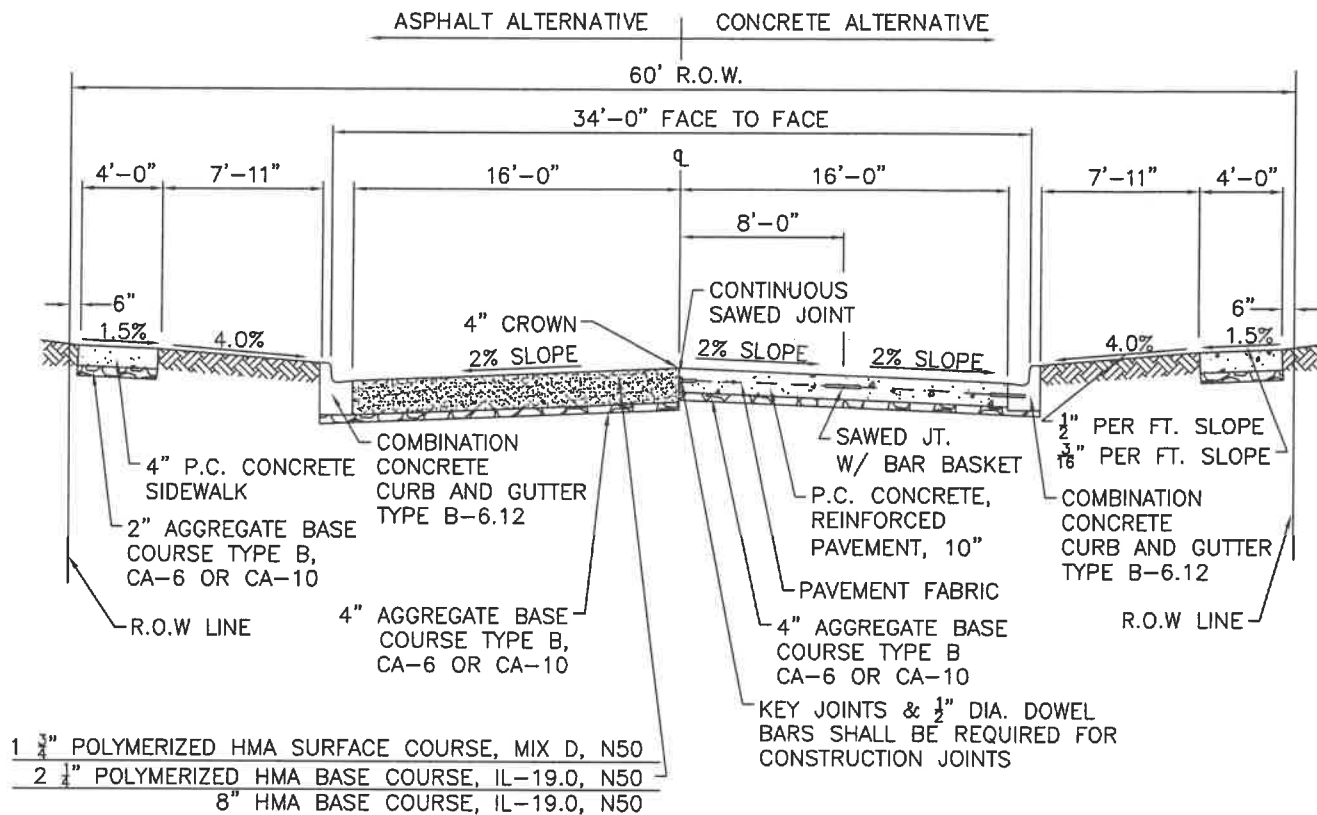 ASPHALT ALTERNATIVE
CONCRETE ALTERNATIVE
60' R.O.W.
34'-0" FACE TO FACE
℄
4'-0"
7'-11"
16'-0"
16'-0"
7'-11"
4'-0"
8'-0"
6"
1.5%
4.0%
4" CROWN
2% SLOPE
CONTINUOUS
SAWED JOINT
2% SLOPE
2% SLOPE
4.0%
6"
1.5%
4" P.C. CONCRETE
SIDEWALK
2" AGGREGATE BASE
COURSE TYPE B,
CA-6 OR CA-10
R.O.W LINE
COMBINATION
CONCRETE
CURB AND GUTTER
TYPE B-6.12
4" AGGREGATE BASE
COURSE TYPE B,
CA-6 OR CA-10
SAWED JT.
W/ BAR BASKET
P.C. CONCRETE,
REINFORCED
PAVEMENT, 10"
PAVEMENT FABRIC
4" AGGREGATE BASE
COURSE TYPE B
CA-6 OR CA-10
KEY JOINTS & 1/2" DIA. DOWEL
BARS SHALL BE REQUIRED FOR
CONSTRUCTION JOINTS
1/2" PER FT. SLOPE
3/16" PER FT. SLOPE
COMBINATION
CONCRETE
CURB AND GUTTER
TYPE B-6.12
R.O.W LINE
1 3/4" POLYMERIZED HMA SURFACE COURSE, MIX D, N50
2 1/4" POLYMERIZED HMA BASE COURSE, IL-19.0, N50
8" HMA BASE COURSE, IL-19.0, N50